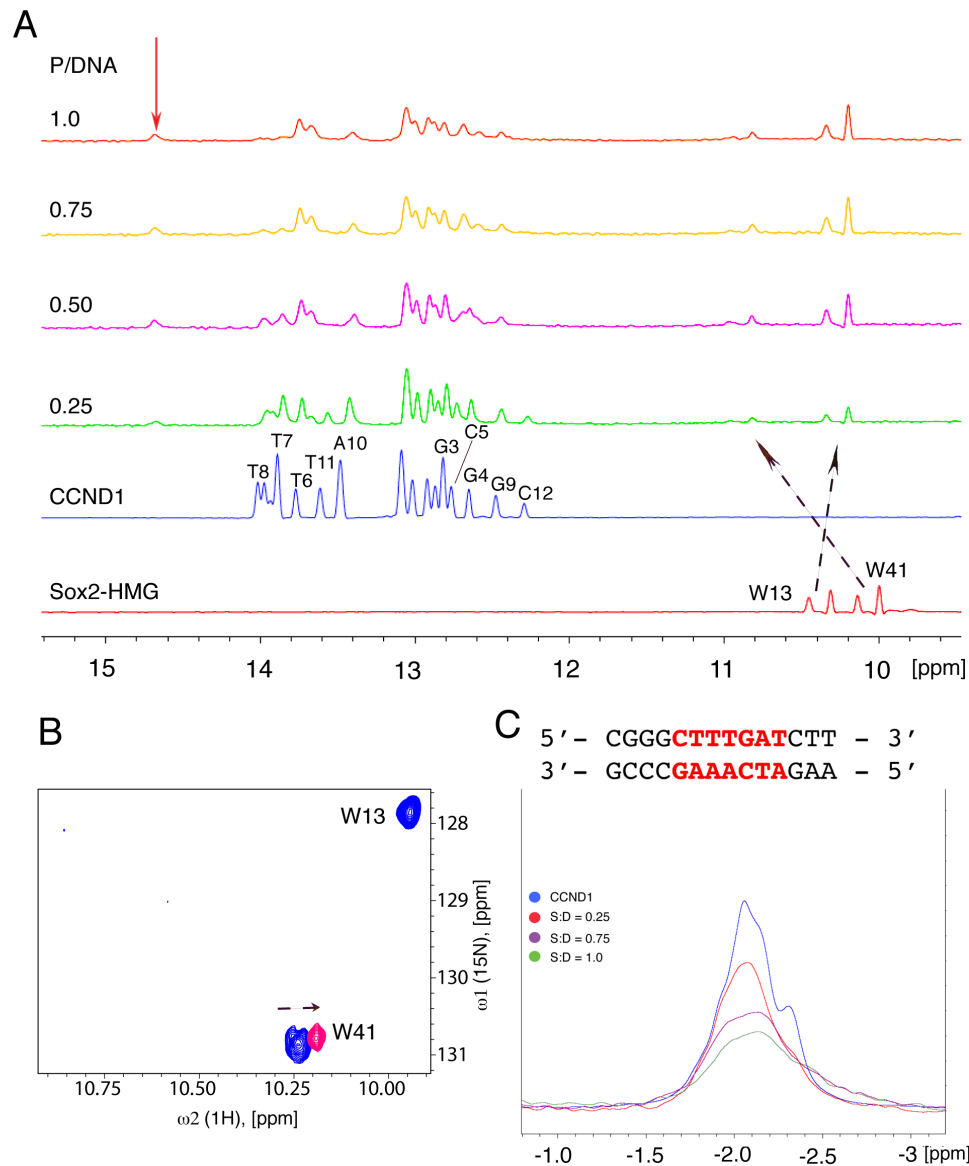 A
P/DNA
1.0
0.75
0.50
0.25
CCND1
T8
T7
T6
T11
A10
G3
C5
G4
G9
C12
Sox2-HMG
W13
W41
15 14 13 12 11 10 [ppm]
B
W13
W41
128
129
130
131
ω1 (15N), [ppm]
10.75 10.50 10.25 10.00
ω2 (1H), [ppm]
C
5′– CGGGCTTTGATCTT – 3′
3′– GCCCGAAACTAGAA – 5′
CCND1
S:D = 0.25
S:D = 0.75
S:D = 1.0
-1.0 -1.5 -2.0 -2.5 -3 [ppm]